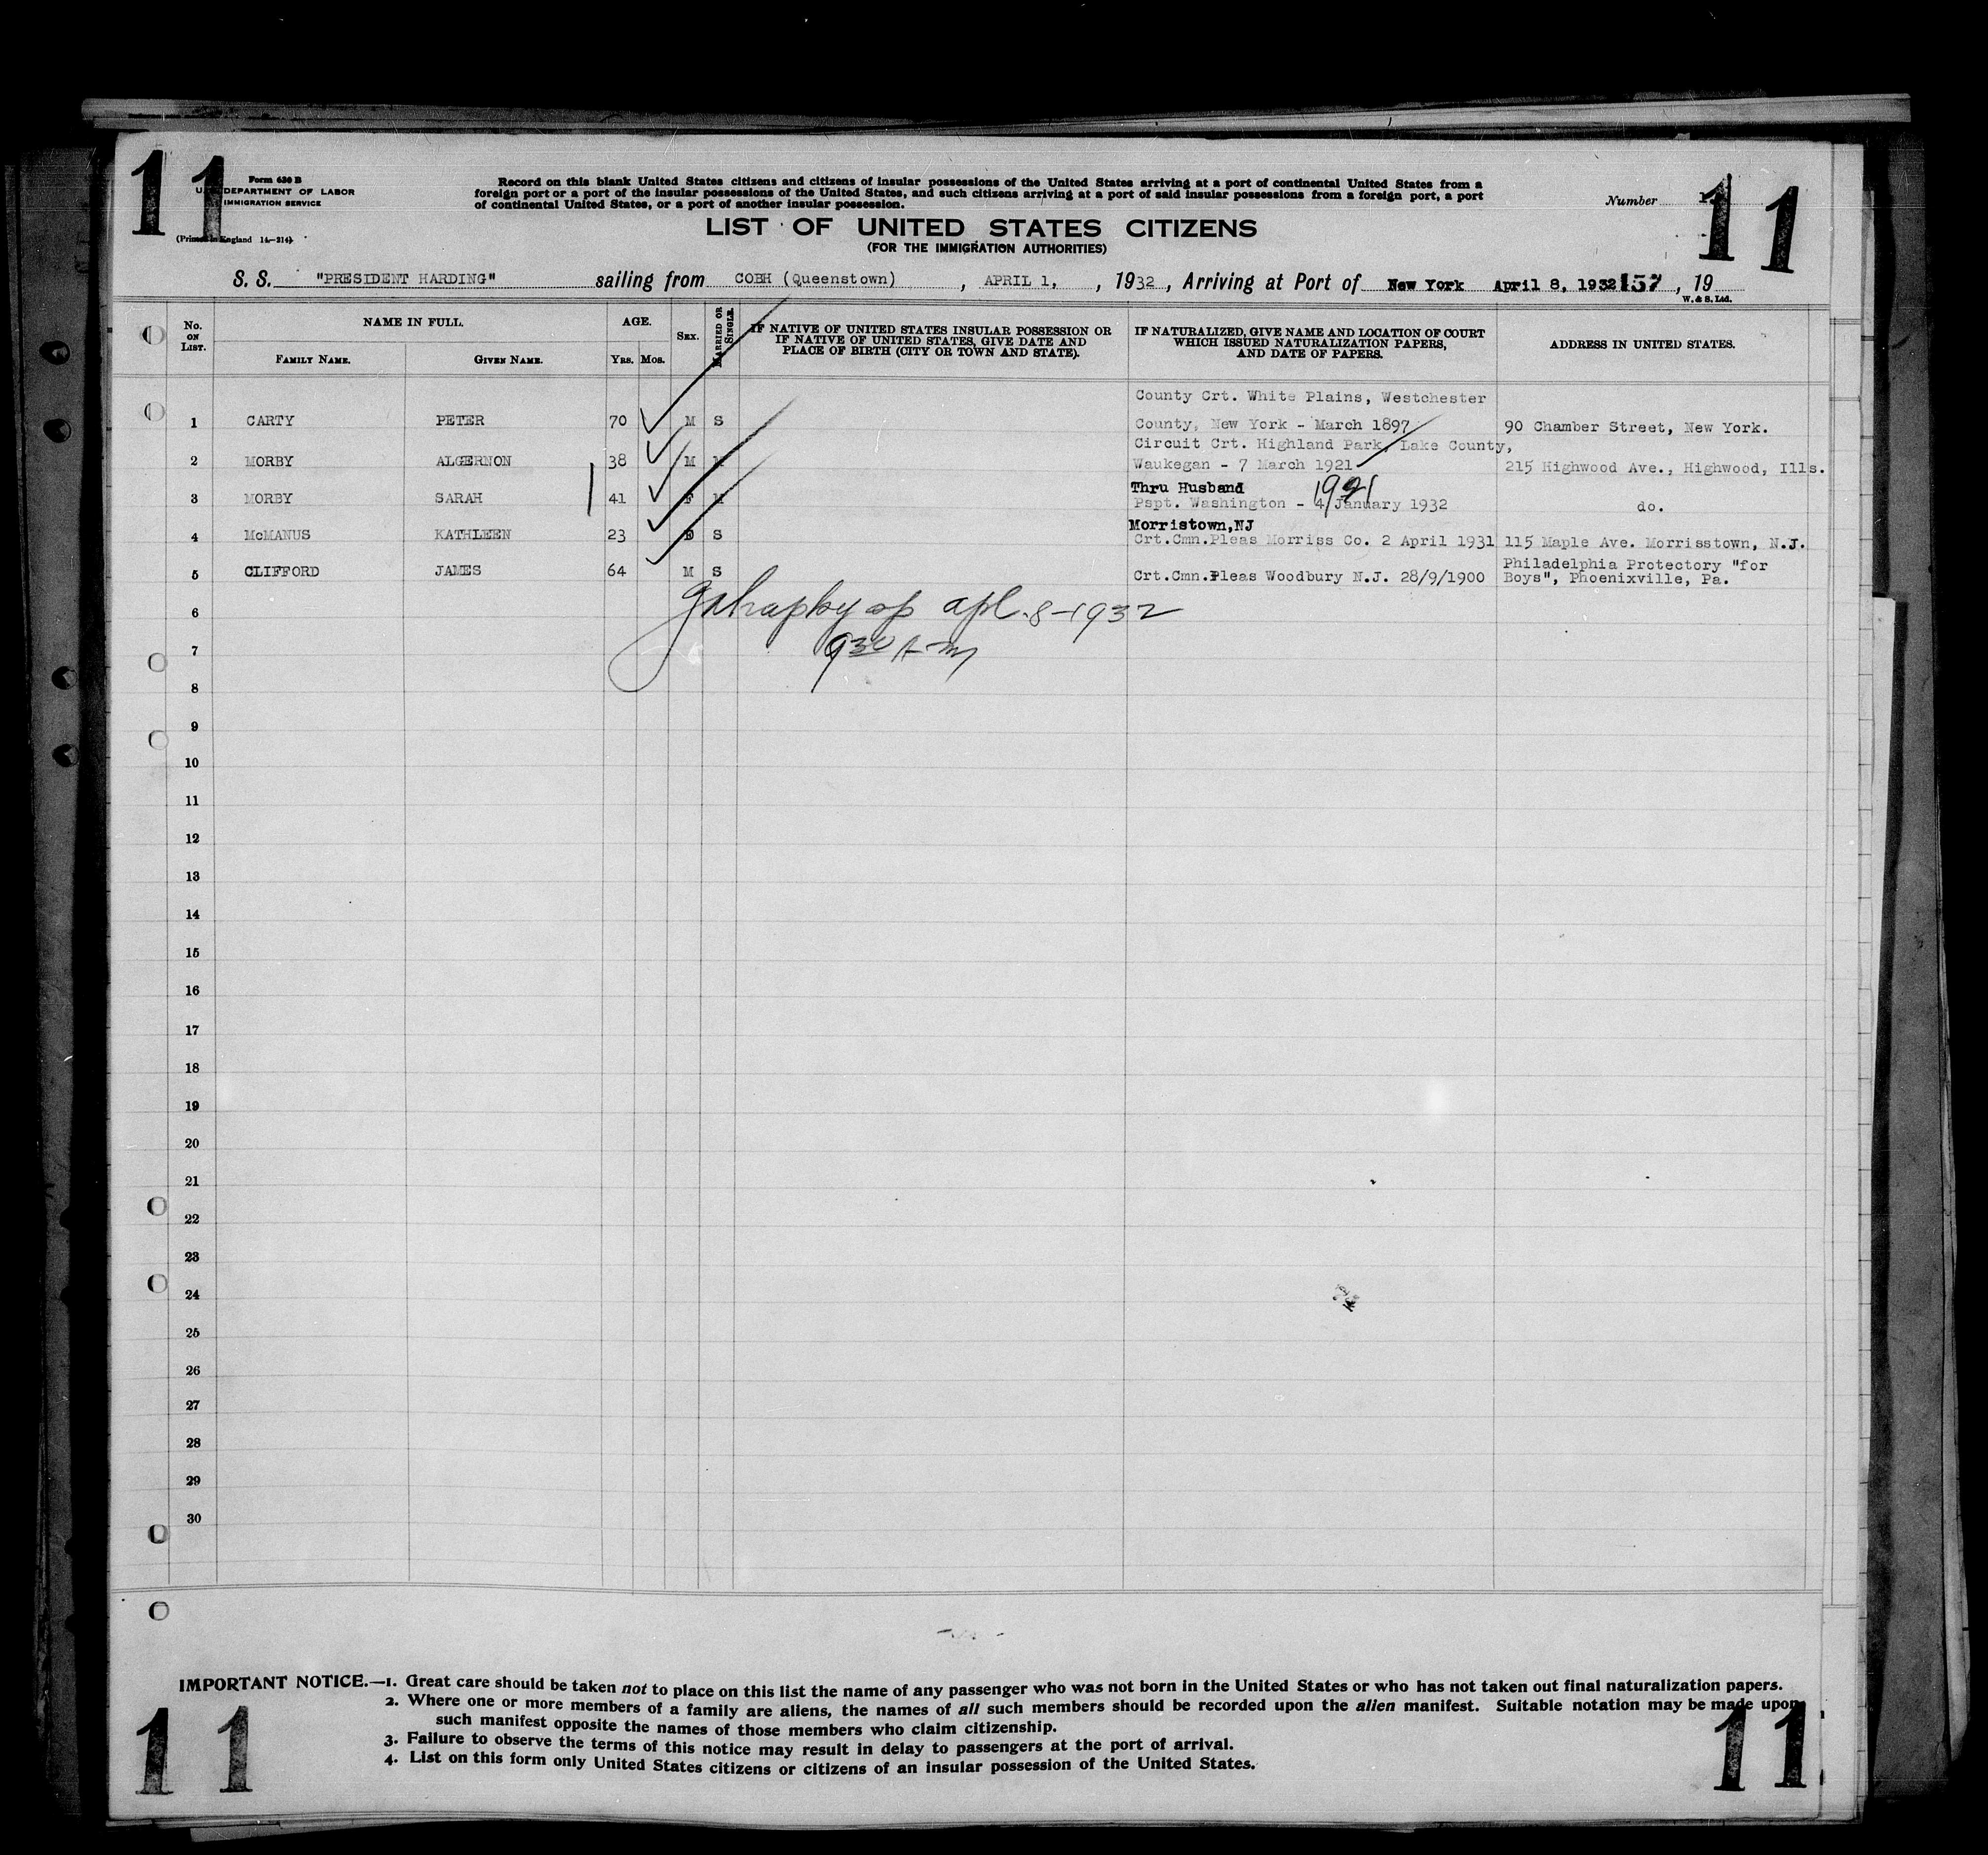 11
Form 630 B
U.S. DEPARTMENT OF LABOR
IMMIGRATION SERVICE
(Printed in England 14-214)
Record on this blank United States citizens and citizens of insular possessions of the United States arriving at a port of continental United States from a
foreign port or a port of the insular possessions of the United States, and such citizens arriving at a port of said insular possessions from a foreign port, a port
of continental United States, or a port of another insular possession.
LIST OF UNITED STATES CITIZENS
(FOR THE IMMIGRATION AUTHORITIES)
Number
11
S. S. "PRESIDENT HARDING" sailing from COBH (Queenstown), APRIL 1, , 1932, Arriving at Port of New York April 8, 1932 157, 19
W. & S. Ltd.
No. ON LIST.
NAME IN FULL.
FAMILY NAME.
GIVEN NAME.
AGE.
YRS. MOS.
SEX.
MARRIED OR SINGLE.
IF NATIVE OF UNITED STATES INSULAR POSSESSION OR
IF NATIVE OF UNITED STATES, GIVE DATE AND
PLACE OF BIRTH (CITY OR TOWN AND STATE).
IF NATURALIZED, GIVE NAME AND LOCATION OF COURT
WHICH ISSUED NATURALIZATION PAPERS,
AND DATE OF PAPERS.
ADDRESS IN UNITED STATES.
County Crt. White Plains, Westchester
1 CARTY PETER 70 M S County, New York - March 1897 90 Chamber Street, New York.
Circuit Crt. Highland Park, Lake County,
2 MORBY ALGERNON 38 M M Waukegan - 7 March 1921 215 Highwood Ave., Highwood, Ills.
Thru Husband 1921
3 MORBY SARAH 41 F M Pspt. Washington - 4 January 1932 do.
Morristown,NJ
4 McMANUS KATHLEEN 23 S Crt.Cmn.Pleas Morriss Co. 2 April 1931 115 Maple Ave. Morrisstown, N.J.
Philadelphia Protectory "for
5 CLIFFORD JAMES 64 M S Crt.Cmn.Pleas Woodbury N.J. 28/9/1900 Boys", Phoenixville, Pa.
6 apl. 8-1932
7 930 A-m
8
9
10
11
12
13
14
15
16
17
18
19
20
21
22
23
24
25
26
27
28
29
30
IMPORTANT NOTICE.—1. Great care should be taken not to place on this list the name of any passenger who was not born in the United States or who has not taken out final naturalization papers.
2. Where one or more members of a family are aliens, the names of all such members should be recorded upon the alien manifest. Suitable notation may be made upon
such manifest opposite the names of those members who claim citizenship.
3. Failure to observe the terms of this notice may result in delay to passengers at the port of arrival.
4. List on this form only United States citizens or citizens of an insular possession of the United States.
11
11